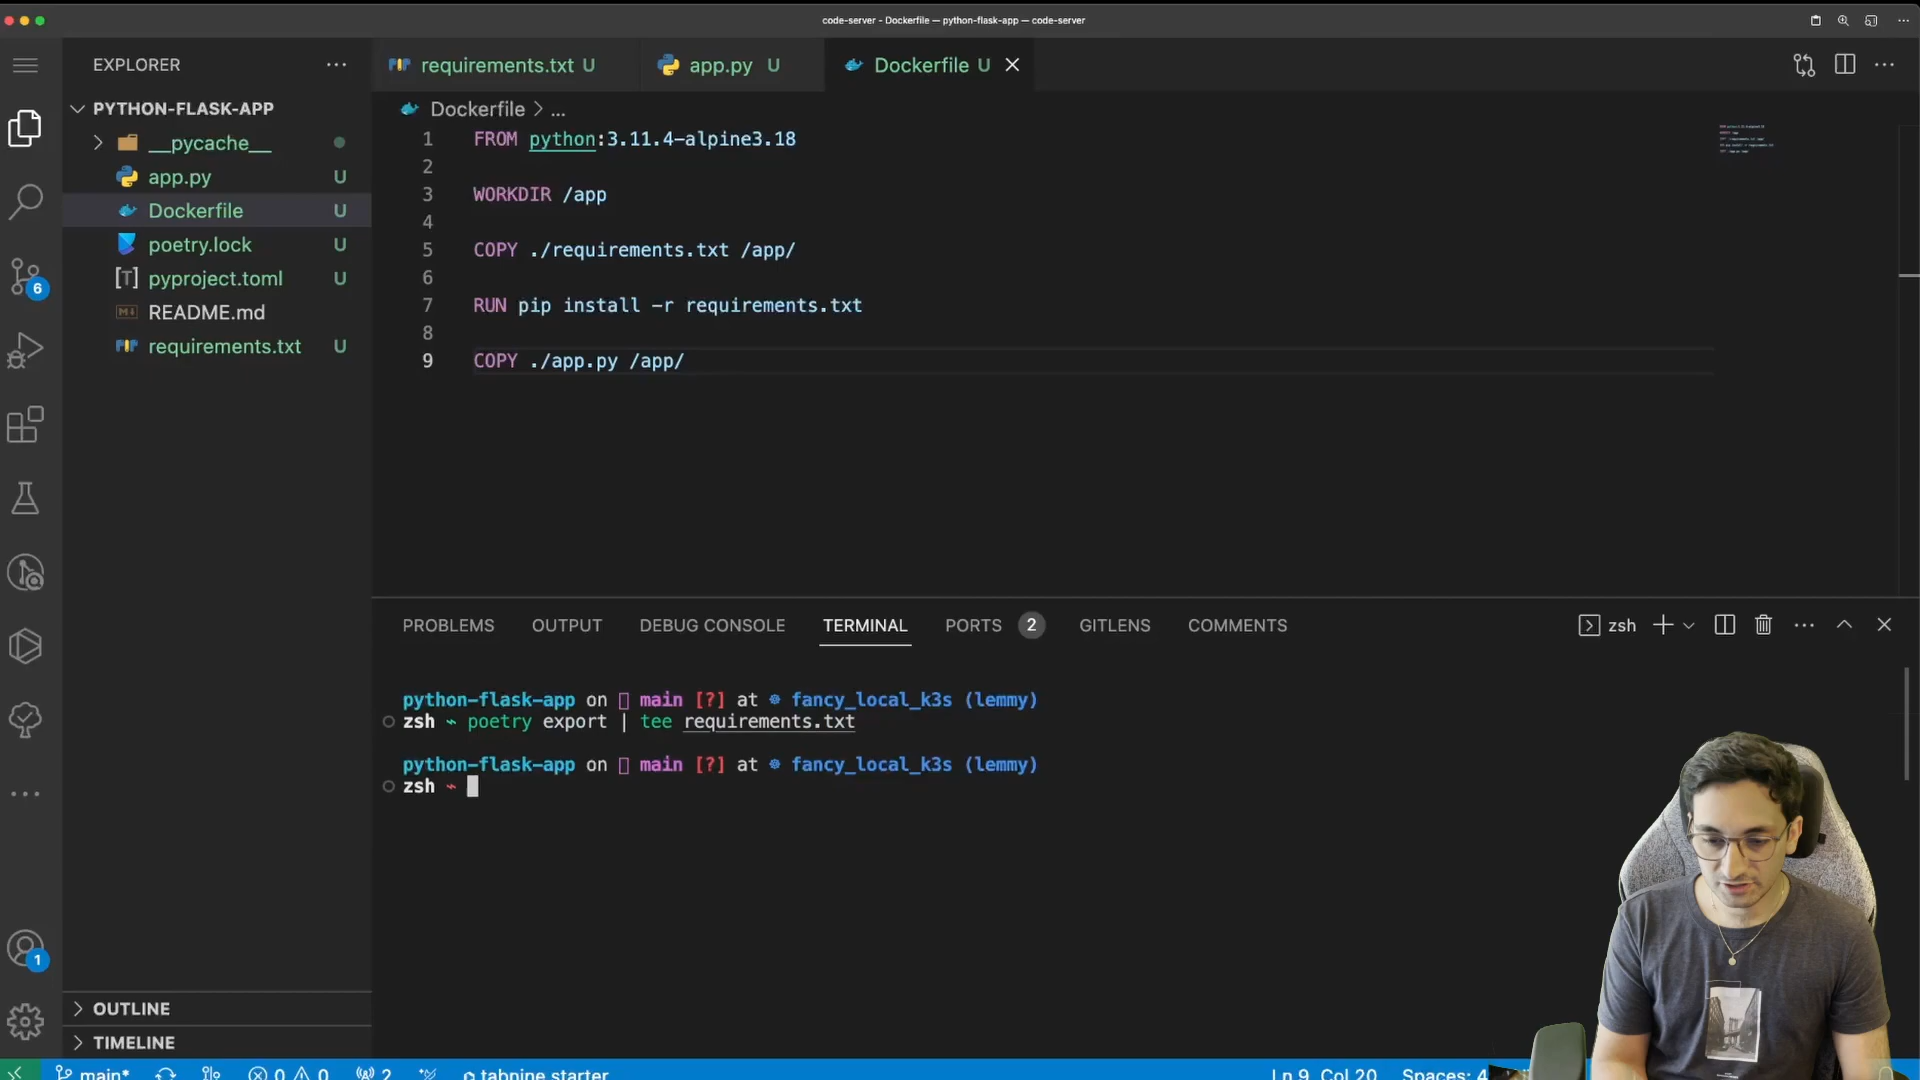 code-server - Dockerfile — python-flask-app — code-server
EXPLORER
requirements.txt U
app.py U
Dockerfile U
PYTHON-FLASK-APP
__pycache__
app.py U
Dockerfile U
poetry.lock U
pyproject.toml U
README.md
requirements.txt U
Dockerfile > ...
1 FROM python:3.11.4-alpine3.18
2
3 WORKDIR /app
4
5 COPY ./requirements.txt /app/
6
7 RUN pip install -r requirements.txt
8
9 COPY ./app.py /app/
6
1
PROBLEMS OUTPUT DEBUG CONSOLE TERMINAL PORTS 2 GITLENS COMMENTS
zsh
python-flask-app on main [?] at fancy_local_k3s (lemmy)
zsh ~ poetry export | tee requirements.txt
python-flask-app on main [?] at fancy_local_k3s (lemmy)
zsh ~
OUTLINE
TIMELINE
main* 0 0 2 tabnine starter Ln 9, Col 20 Spaces: 4